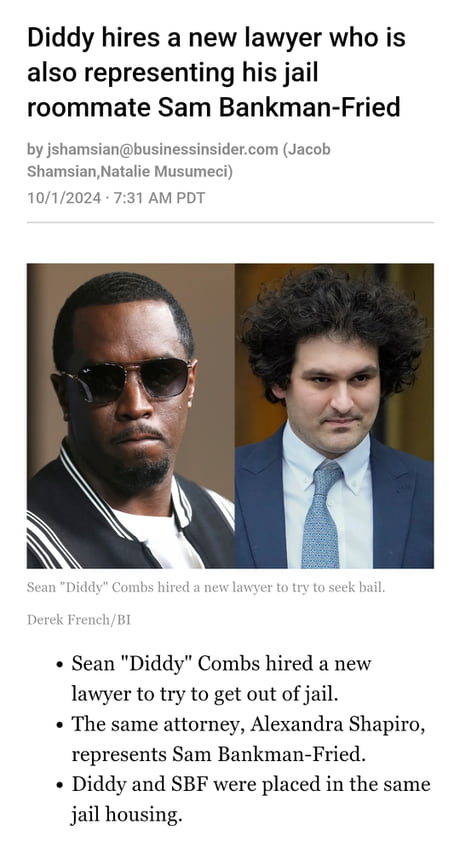 Diddy hires a new lawyer who is
also representing his jail
roommate Sam Bankman-Fried
by jshamsian@businessinsider.com (Jacob
Shamsian,Natalie Musumeci)
10/1/2024 · 7:31 AM PDT
Sean "Diddy" Combs hired a new lawyer to try to seek bail.
Derek French/BI
• Sean "Diddy" Combs hired a new
lawyer to try to get out of jail.
• The same attorney, Alexandra Shapiro,
represents Sam Bankman-Fried.
• Diddy and SBF were placed in the same
jail housing.